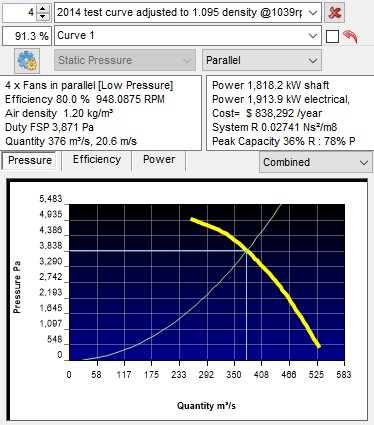 4 2014 test curve adjusted to 1.095 density @1039rp
91.3 % Curve 1
Static Pressure Parallel
4 x Fans in parallel [Low Pressure]
Efficiency 80.0 % 948.0875 RPM
Air density 1.20 kg/m³
Duty FSP 3,871 Pa
Quantity 376 m³/s, 20.6 m/s
Power 1,818.2 kW shaft
Power 1,913.9 kW electrical,
Cost= $ 838,292 /year
System R 0.02741 Ns²/m8
Peak Capacity 36% R : 78% P
Pressure Efficiency Power Combined
Pressure Pa
5,483
4,935
4,386
3,838
3,290
2,742
2,193
1,645
1,097
548
0
0 58 117 175 233 292 350 408 466 525 583
Quantity m³/s